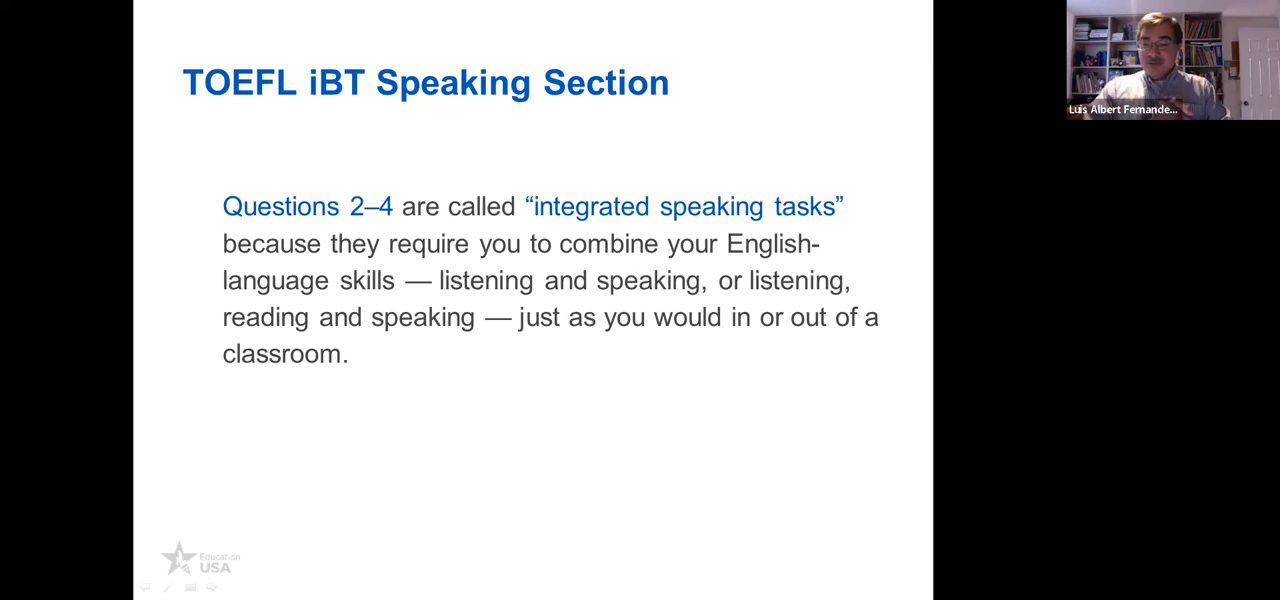 TOEFL iBT Speaking Section
Questions 2–4 are called “integrated speaking tasks”
because they require you to combine your English-
language skills — listening and speaking, or listening,
reading and speaking — just as you would in or out of a
classroom.
Education
USA
Luis Albert Fernande...